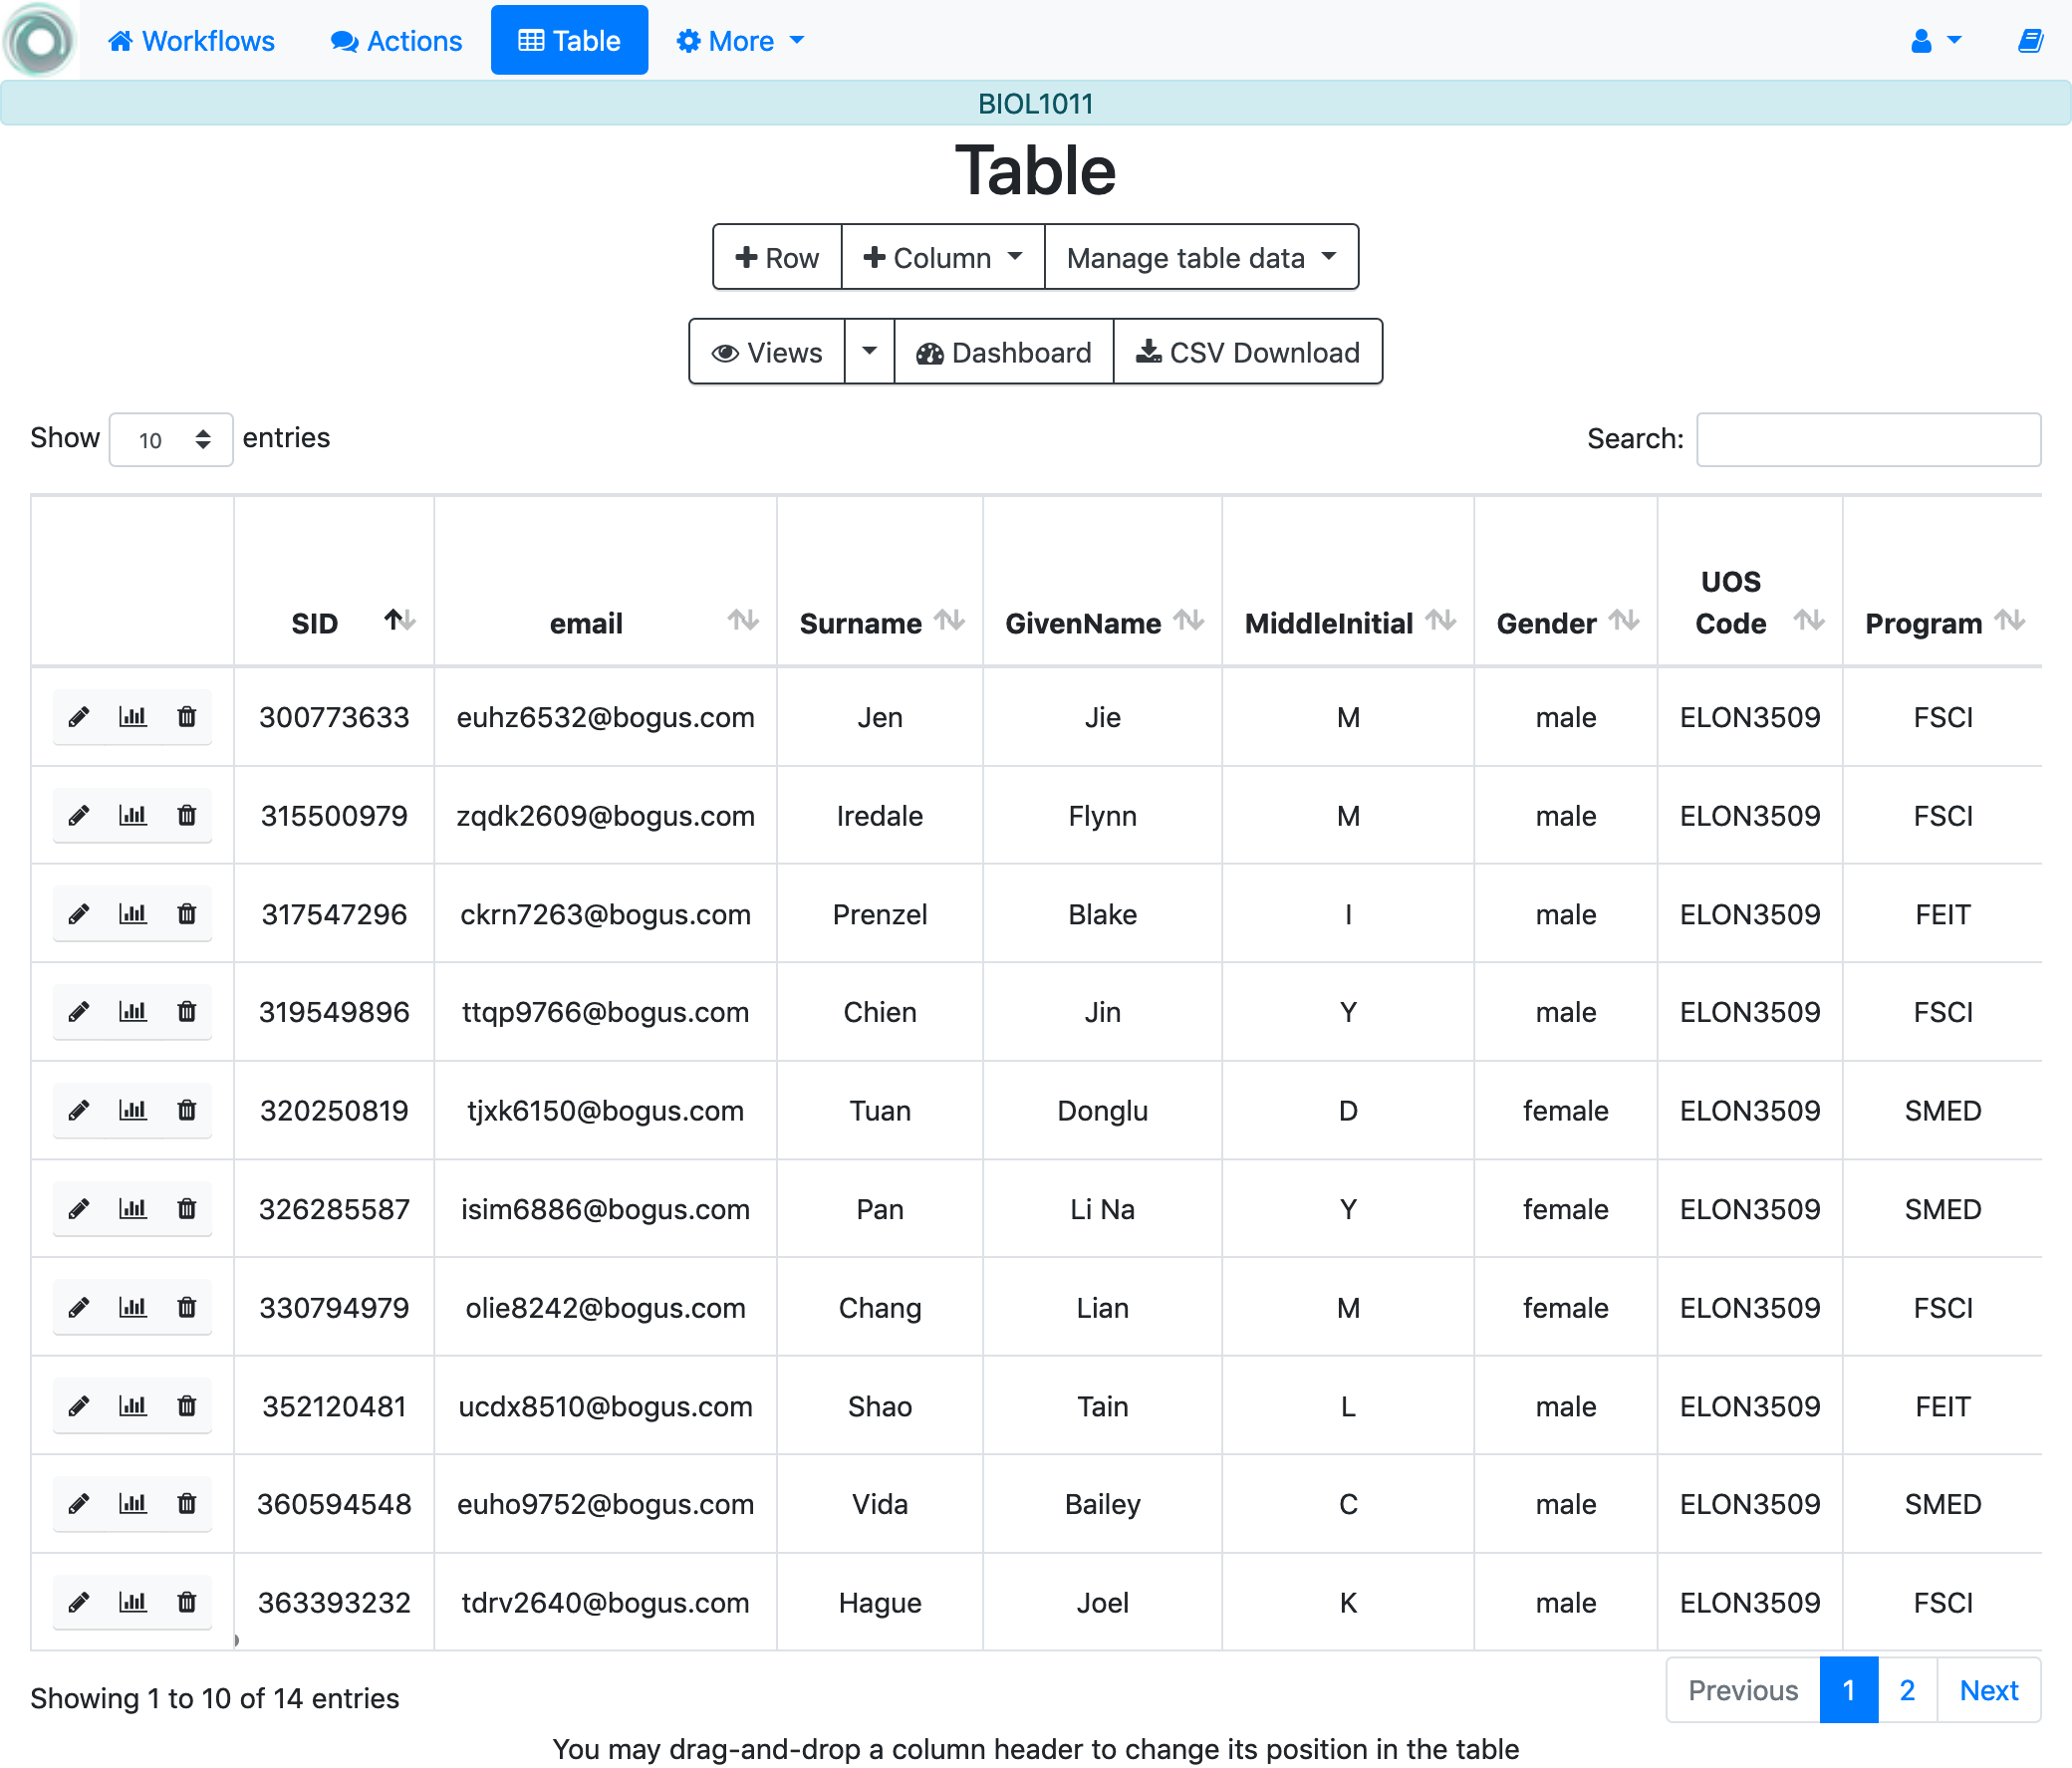 Workflows Actions Table More
BIOL1011
Table
Row Column Manage table data
Views Dashboard CSV Download
Show 10 entries Search:
SID email Surname GivenName MiddleInitial Gender UOS Code Program
300773633 euhz6532@bogus.com Jen Jie M male ELON3509 FSCI
315500979 zqdk2609@bogus.com Iredale Flynn M male ELON3509 FSCI
317547296 ckrn7263@bogus.com Prenzel Blake I male ELON3509 FEIT
319549896 ttqp9766@bogus.com Chien Jin Y male ELON3509 FSCI
320250819 tjxk6150@bogus.com Tuan Donglu D female ELON3509 SMED
326285587 isim6886@bogus.com Pan Li Na Y female ELON3509 SMED
330794979 olie8242@bogus.com Chang Lian M female ELON3509 FSCI
352120481 ucdx8510@bogus.com Shao Tain L male ELON3509 FEIT
360594548 euho9752@bogus.com Vida Bailey C male ELON3509 SMED
363393232 tdrv2640@bogus.com Hague Joel K male ELON3509 FSCI
Showing 1 to 10 of 14 entries Previous 1 2 Next
You may drag-and-drop a column header to change its position in the table